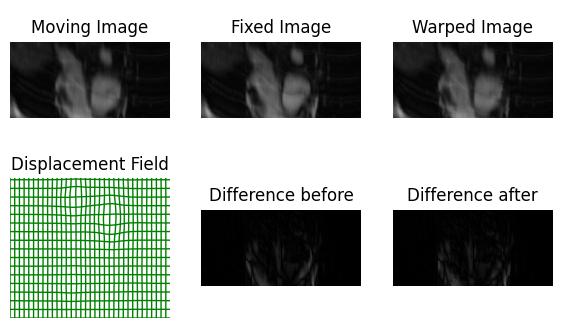 Moving Image
Fixed Image
Warped Image
Displacement Field
Difference before
Difference after